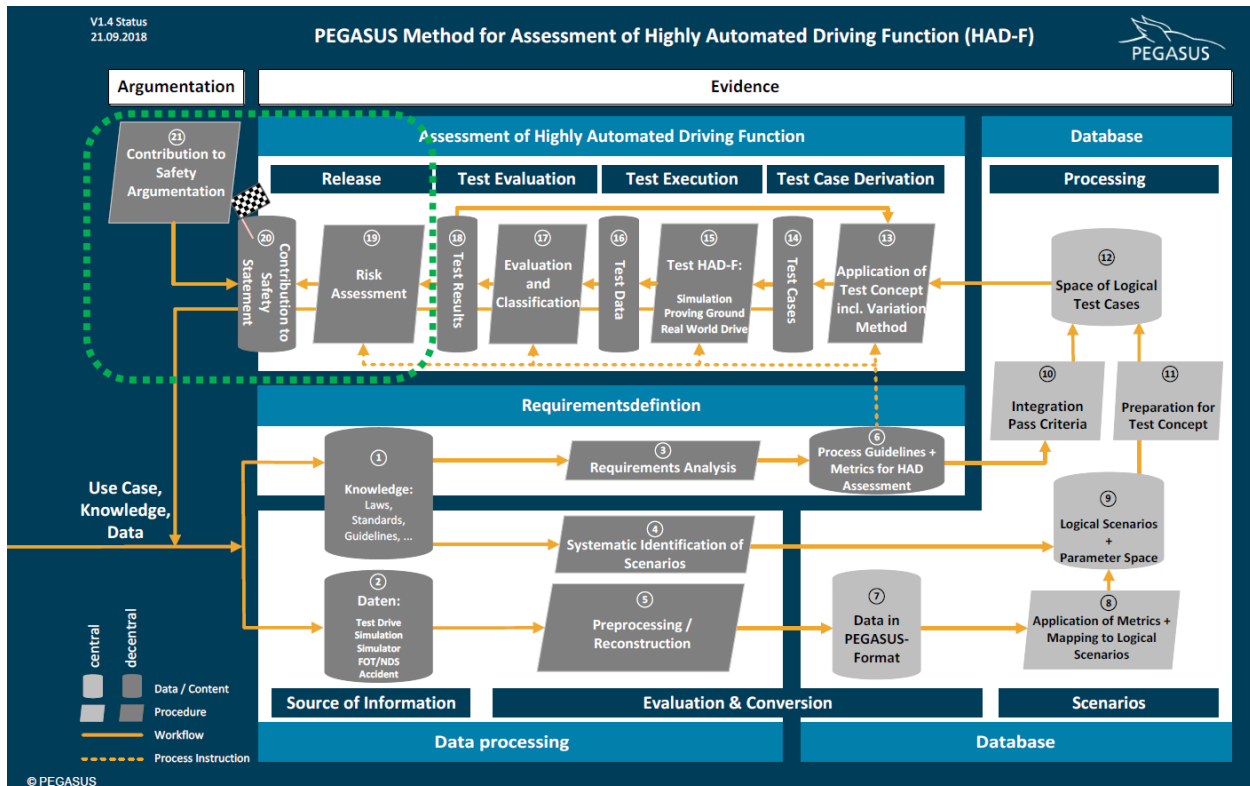 V1.4 Status
21.09.2018
PEGASUS Method for Assessment of Highly Automated Driving Function (HAD-F)
PEGASUS
Argumentation
Evidence
Assessment of Highly Automated Driving Function
Database
Release
Test Evaluation
Test Execution
Test Case Derivation
Processing
21
Contribution to
Safety
Argumentation
20
Contribution to
Safety
Statement
19
Risk
Assessment
18
Test Results
17
Evaluation
and
Classification
16
Test Data
15
Test HAD-F:
Simulation
Proving Ground
Real World Drive
14
Test Cases
13
Application of
Test Concept
incl. Variation
Method
12
Space of Logical
Test Cases
10
Integration
Pass Criteria
11
Preparation for
Test Concept
Requirementsdefintion
1
Knowledge:
Laws,
Standards,
Guidelines, ...
3
Requirements Analysis
6
Process Guidelines +
Metrics for HAD
Assessment
Use Case,
Knowledge,
Data
4
Systematic Identification of
Scenarios
9
Logical Scenarios
+
Parameter Space
2
Daten:
Test Drive
Simulation
Simulator
FOT/NDS
Accident
5
Preprocessing /
Reconstruction
7
Data in
PEGASUS-
Format
8
Application of Metrics +
Mapping to Logical
Scenarios
central
decentral
Data / Content
Procedure
Workflow
Process Instruction
Source of Information
Evaluation & Conversion
Scenarios
Data processing
Database
© PEGASUS